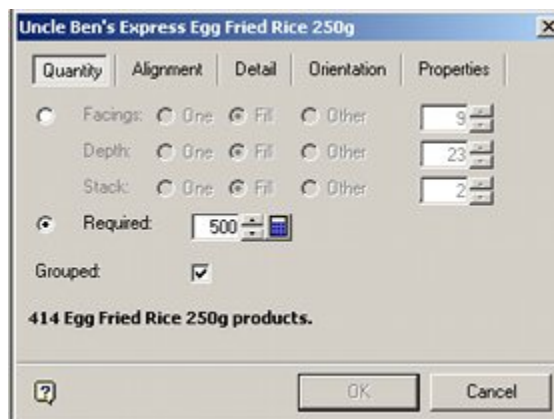 Uncle Ben's Express Egg Fried Rice 250g
Quantity Alignment Detail Orientation Properties
Facings: One Fill Other 9
Depth: One Fill Other 23
Stack: One Fill Other 2
Required: 500
Grouped:
414 Egg Fried Rice 250g products.
OK Cancel